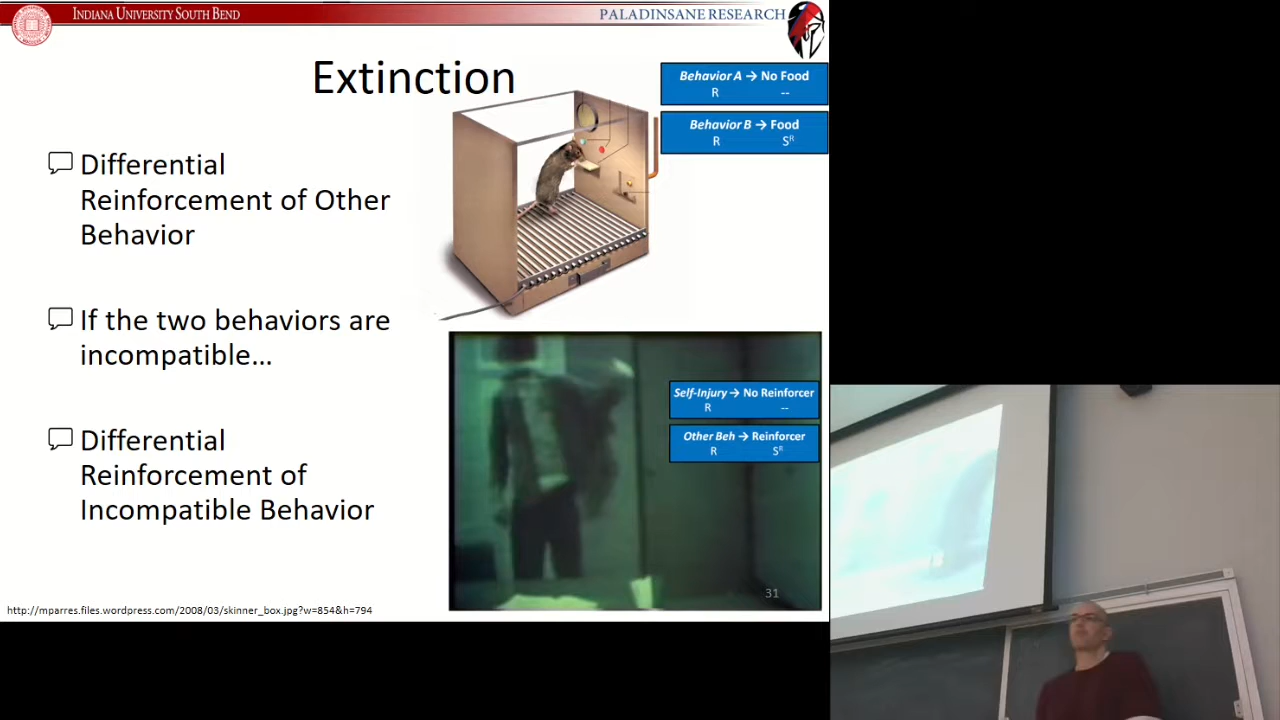 INDIANA UNIVERSITY SOUTH BEND
PALADINSANE RESEARCH
Extinction
Behavior A → No Food
R --
Behavior B → Food
R Sᴿ
Differential
Reinforcement of Other
Behavior
If the two behaviors are
incompatible...
Differential
Reinforcement of
Incompatible Behavior
Self-Injury → No Reinforcer
R --
Other Beh → Reinforcer
R Sᴿ
31
http://mparres.files.wordpress.com/2008/03/skinner_box.jpg?w=854&h=794